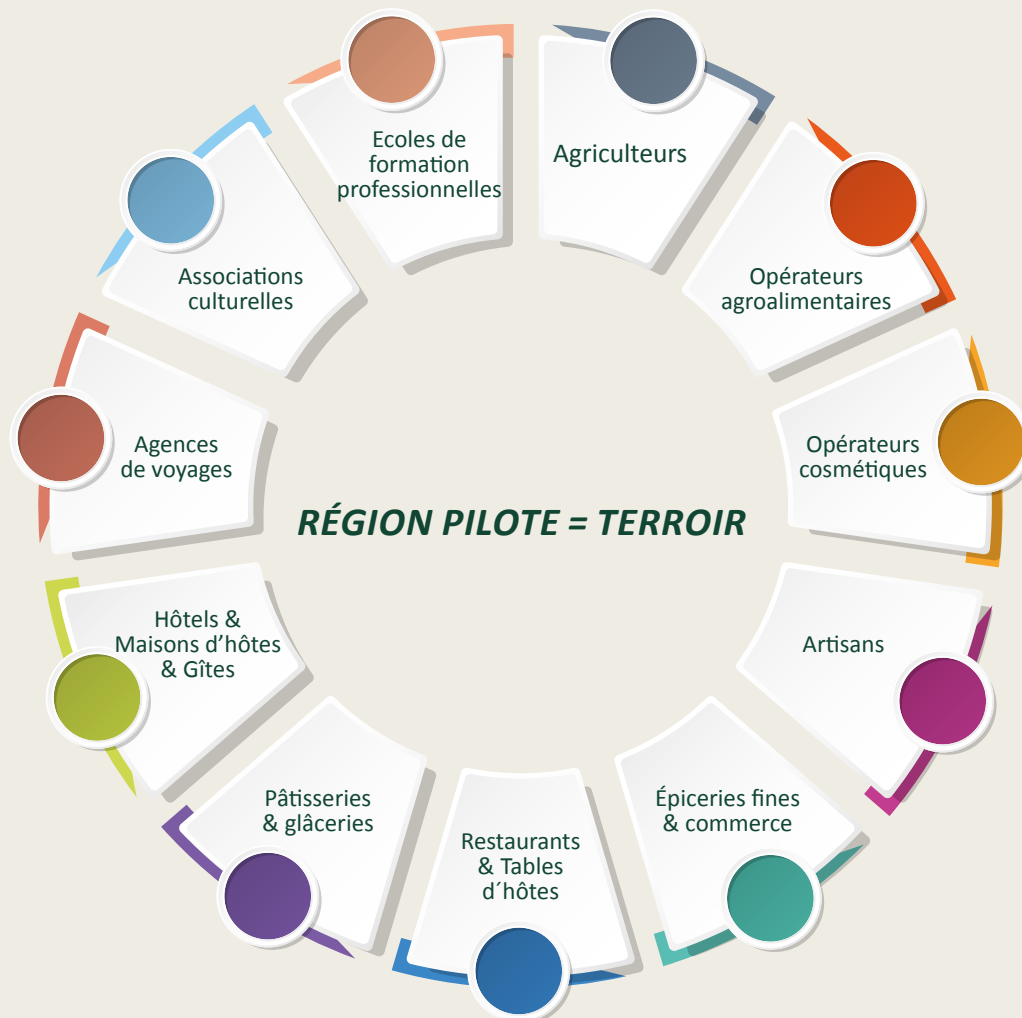 Ecoles de
formation
professionnelles
Agriculteurs
Opérateurs
agroalimentaires
Opérateurs
cosmétiques
Artisans
Épiceries fines
& commerce
Restaurants
& Tables
d´hôtes
Pâtisseries
& glâceries
Hôtels &
Maisons d’hôtes
& Gîtes
Agences
de voyages
Associations
culturelles
RÉGION PILOTE = TERROIR